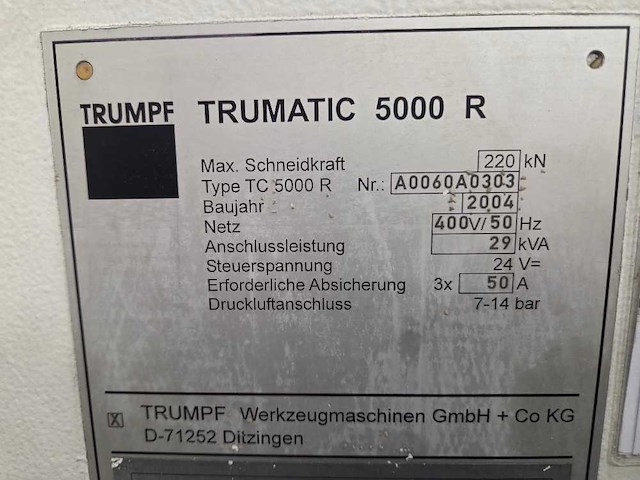 TRUMPF TRUMATIC 5000 R
Max. Schneidkraft 220 kN
Type TC 5000 R Nr.: A0060A0303
Baujahr 2004
Netz 400V/50 Hz
Anschlussleistung 29 kVA
Steuerspannung 24 V=
Erforderliche Absicherung 3x 50 A
Druckluftanschluss 7-14 bar
X TRUMPF Werkzeugmaschinen GmbH + Co KG
D-71252 Ditzingen